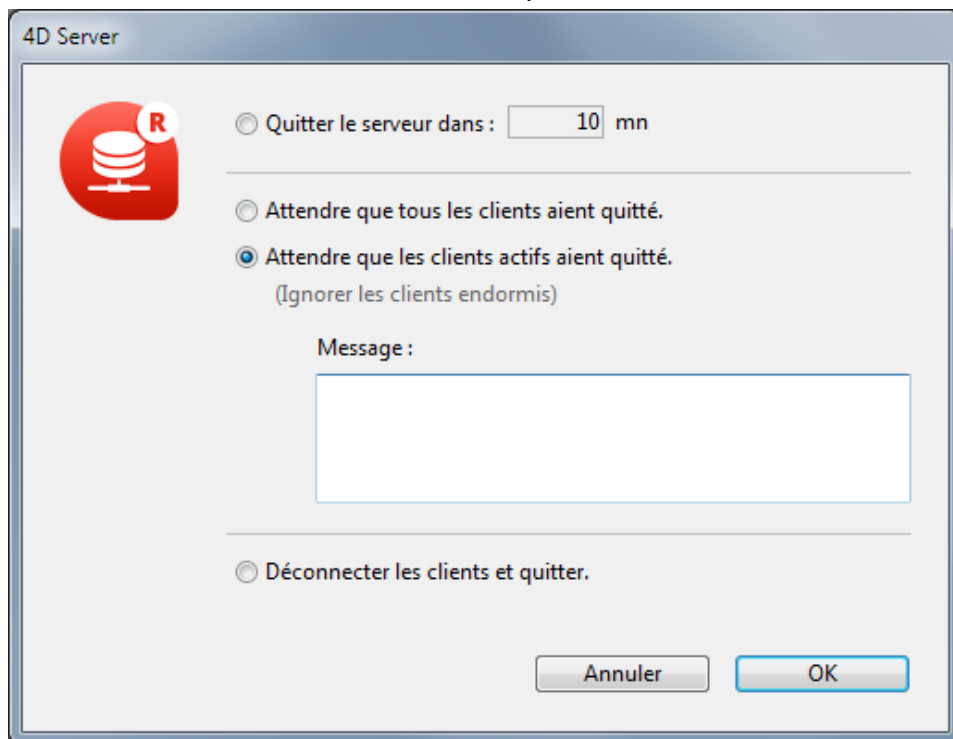 4D Server
R
Quitter le serveur dans : 10 mn
Attendre que tous les clients aient quitté.
Attendre que les clients actifs aient quitté.
(Ignorer les clients endormis)
Message :
Déconnecter les clients et quitter.
Annuler OK